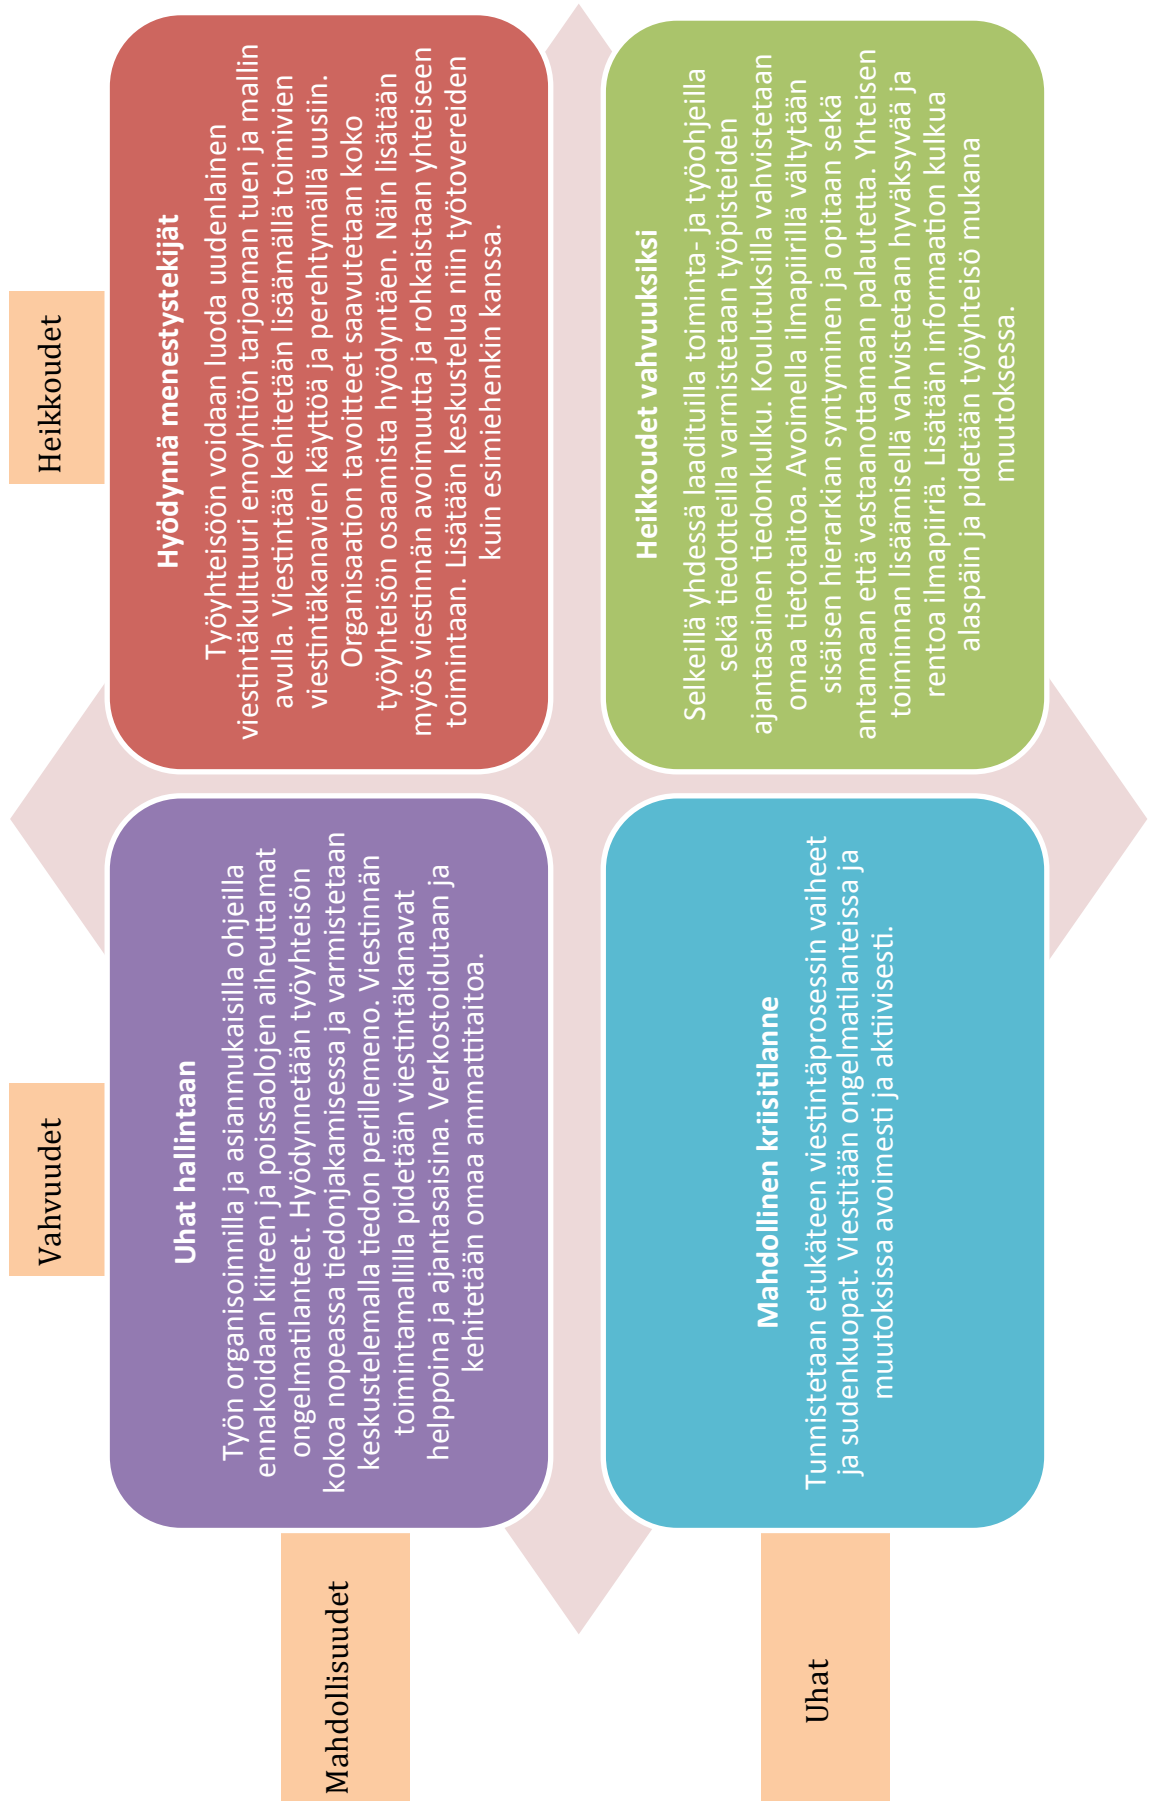 Vahvuudet
Heikkoudet
Mahdollisuudet
Uhat hallintaan
Työn organisoinnilla ja asianmukaisilla ohjeilla
ennakoidaan kiireen ja poissaolojen aiheuttamat
ongelmatilanteet. Hyödynnetään työyhteisön
kokoa nopeassa tiedonjakamisessa ja varmistetaan
keskustelemalla tiedon perillemeno. Viestinnän
toimintamallilla pidetään viestintäkanavat
helppoina ja ajantasaisina. Verkostoidutaan ja
kehitetään omaa ammattitaitoa.
Hyödynnä menestystekijät
Työyhteisöön voidaan luoda uudenlainen
viestintäkulttuuri emoyhtiön tarjoaman tuen ja mallin
avulla. Viestintää kehitetään lisäämällä toimivien
viestintäkanavien käyttöä ja perehtymällä uusiin.
Organisaation tavoitteet saavutetaan koko
työyhteisön osaamista hyödyntäen. Näin lisätään
myös viestinnän avoimuutta ja rohkaistaan yhteiseen
toimintaan. Lisätään keskustelua niin työtovereiden
kuin esimiehenkin kanssa.
Uhat
Mahdollinen kriisitilanne
Tunnistetaan etukäteen viestintäprosessin vaiheet
ja sudenkuopat. Viestitään ongelmatilanteissa ja
muutoksissa avoimesti ja aktiivisesti.
Heikkoudet vahvuuksiksi
Selkeillä yhdessä laadituilla toiminta- ja työohjeilla
sekä tiedotteilla varmistetaan työpisteiden
ajantasainen tiedonkulku. Koulutuksilla vahvistetaan
omaa tietotaitoa. Avoimella ilmapiirillä vältytään
sisäisen hierarkian syntyminen ja opitaan sekä
antamaan että vastaanottamaan palautetta. Yhteisen
toiminnan lisäämisellä vahvistetaan hyväksyvää ja
rentoa ilmapiiriä. Lisätään information kulkua
alaspäin ja pidetään työyhteisö mukana
muutoksessa.